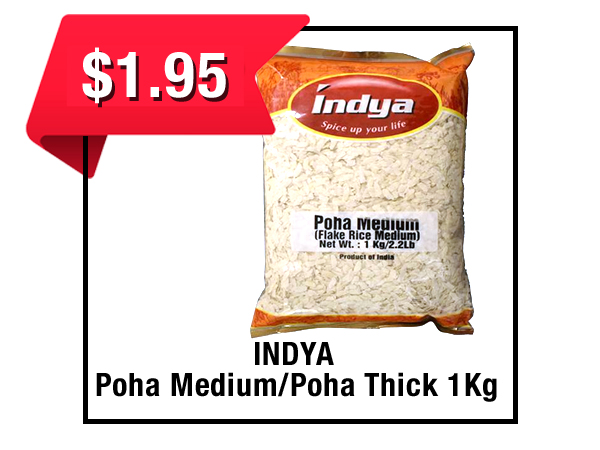 $1.95
Indya
Spice up your life
Poha Medium
(Flake Rice Medium)
Net Wt. : 1 Kg/2.2Lb
Product of India
INDYA
Poha Medium/Poha Thick 1Kg